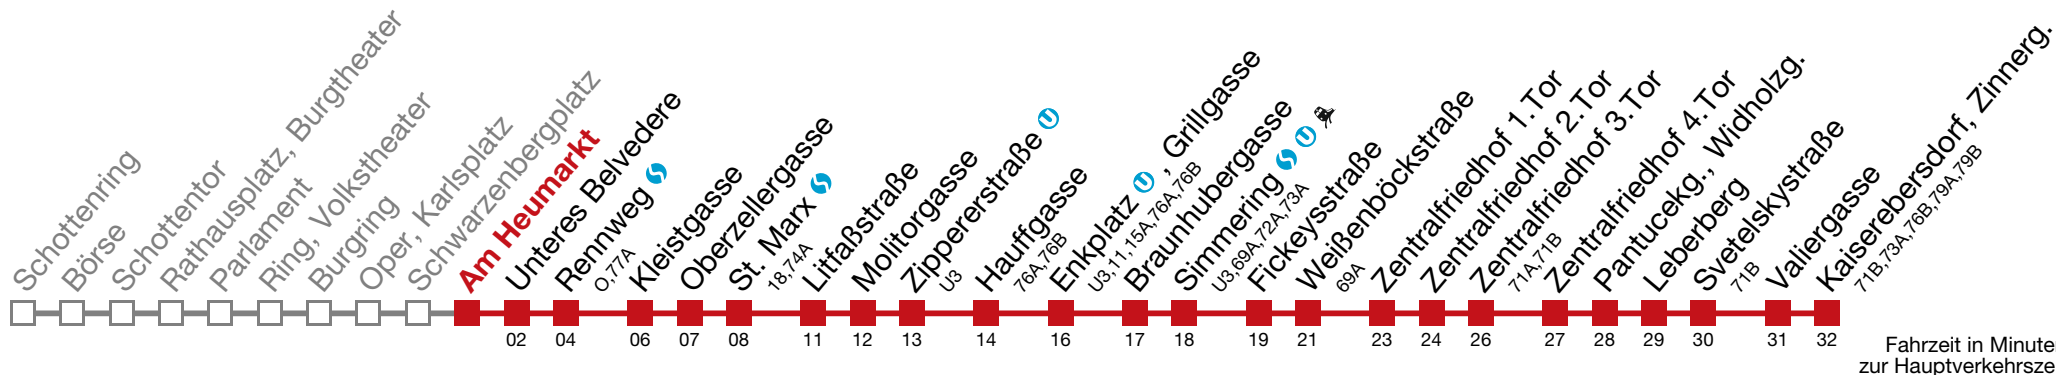 Schottenring
Börse
Schottentor
Rathausplatz, Burgtheater
Parlament
Ring, Volkstheater
Burgring
Oper, Karlsplatz
Schwarzenbergplatz
Am Heumarkt
Unteres Belvedere
Rennweg
O,77A
Kleistgasse
Oberzellergasse
St. Marx
18,74A
Litfaßstraße
Molitorgasse
Zippererstraße
U3
Hauffgasse
76A,76B
Enkplatz , Grillgasse
U3,11,15A,76A,76B
Braunhubergasse
Simmering
U3,69A,72A,73A
Fickeysstraße
Weißenböckstraße
69A
Zentralfriedhof 1.Tor
Zentralfriedhof 2.Tor
Zentralfriedhof 3.Tor
71A,71B
Zentralfriedhof 4.Tor
Pantucekg., Widholzg.
Leberberg
Svetelskystraße
71B
Valiergasse
Kaiserebersdorf, Zinnerg.
71B,73A,76B,79A,79B
02 04 06 07 08 11 12 13 14 16 17 18 19 21 23 24 26 27 28 29 30 31 32
Fahrzeit in Minuten
zur Hauptverkehrsze